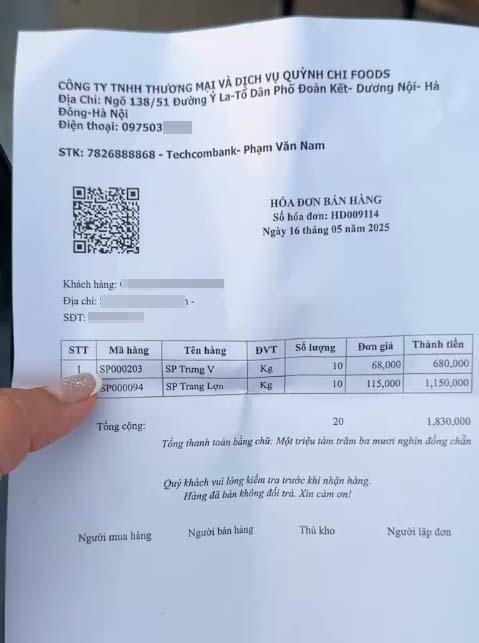 CÔNG TY TNHH THƯƠNG MẠI VÀ DỊCH VỤ QUỲNH CHI FOODS
Địa Chỉ: Ngõ 138/51 Đường Ỷ La-Tổ Dân Phố Đoàn Kết- Dương Nội- Hà
Đông-Hà Nội
Điện thoại: 097503
STK: 7826888868 - Techcombank- Phạm Văn Nam
HÓA ĐƠN BÁN HÀNG
Số hóa đơn: HD009114
Ngày 16 tháng 05 năm 2025
Khách hàng:
Địa chỉ:
SĐT:
STT Mã hàng Tên hàng ĐVT Số lượng Đơn giá Thành tiền
1 SP000203 SP Trưng V Kg 10 68,000 680,000
SP000094 SP Trang Lợn Kg 10 115,000 1,150,000
Tổng cộng: 20 1,830,000
Tổng thanh toán bằng chữ: Một triệu tám trăm ba mươi nghìn đồng chẵn
Quý khách vui lòng kiểm tra trước khi nhận hàng.
Hàng đã bán không đổi trả. Xin cảm ơn!
Người mua hàng Người bán hàng Thủ kho Người lập đơn